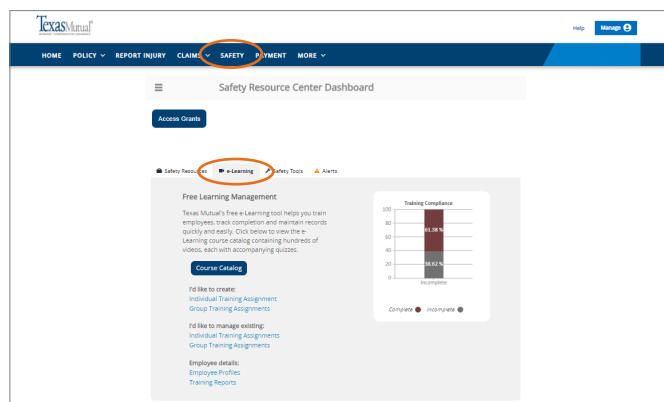 TexasMutual
Help
Manage
HOME POLICY REPORT INJURY CLAIMS SAFETY PAYMENT MORE
Safety Resource Center Dashboard
Access Grants
Safety Resources e-Learning Safety Tools Alerts
Free Learning Management
Texas Mutual's free e-Learning tool helps you train
employees, track completion and maintain records
quickly and easily. Click below to view the e-
Learning course catalog containing hundreds of
videos, each with accompanying quizzes.
Course Catalog
I'd like to create:
Individual Training Assignment
Group Training Assignments
I'd like to manage existing:
Individual Training Assignments
Group Training Assignments
Employee details:
Employee Profiles
Training Reports
Training Compliance
100
80
60
40
20
0
61.38 %
38.62 %
Incomplete
Complete Incomplete